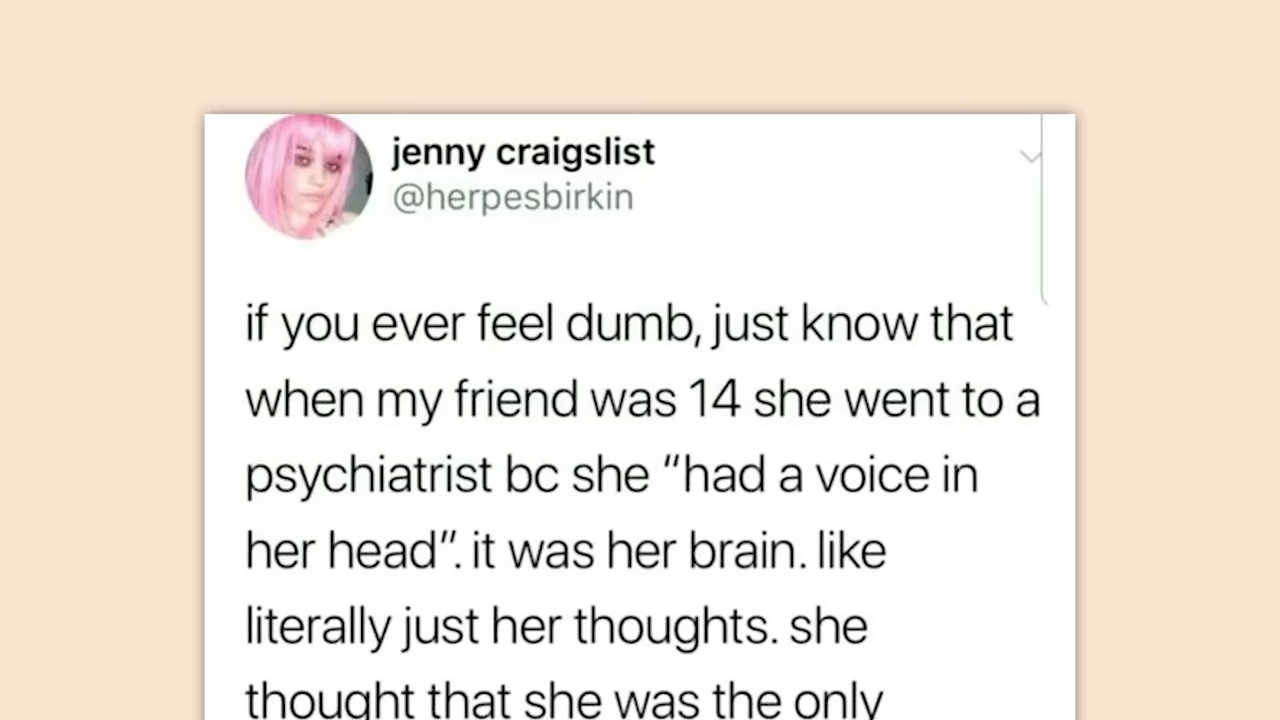 jenny craigslist
@herpesbirkin
if you ever feel dumb, just know that
when my friend was 14 she went to a
psychiatrist bc she “had a voice in
her head”. it was her brain. like
literally just her thoughts. she
thought that she was the only